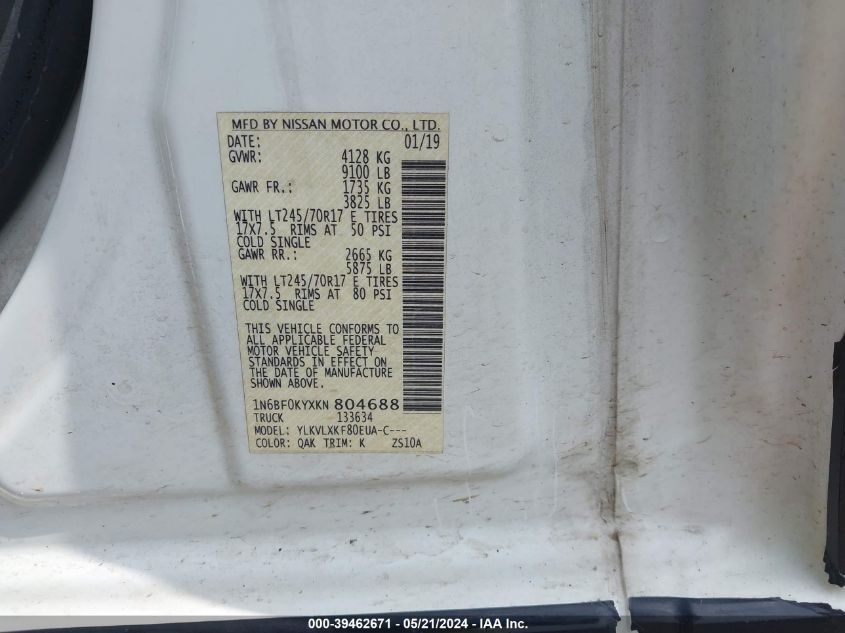 MFD BY NISSAN MOTOR CO., LTD.
DATE: 01/19
GVWR: 4128 KG
9100 LB
GAWR FR.: 1735 KG
3825 LB
WITH LT245/70R17 E TIRES
17X7.5 RIMS AT 50 PSI
COLD SINGLE
GAWR RR.: 2665 KG
5875 LB
WITH LT245/70R17 E TIRES
17X7.5 RIMS AT 80 PSI
COLD SINGLE
THIS VEHICLE CONFORMS TO
ALL APPLICABLE FEDERAL
MOTOR VEHICLE SAFETY
STANDARDS IN EFFECT ON
THE DATE OF MANUFACTURE
SHOWN ABOVE.
1N6BF0KYXKN 804688
TRUCK 133634
MODEL: YLKVLXKF80EUA-C---
COLOR: QAK TRIM: K ZS10A
000-39462671 - 05/21/2024 - IAA Inc.